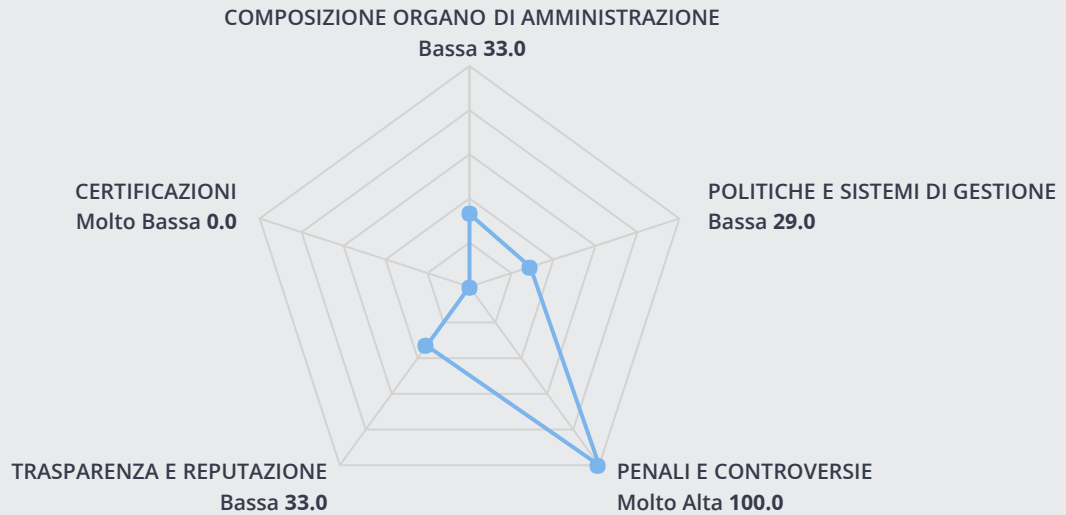 COMPOSIZIONE ORGANO DI AMMINISTRAZIONE
Bassa 33.0
CERTIFICAZIONI
Molto Bassa 0.0
POLITICHE E SISTEMI DI GESTIONE
Bassa 29.0
TRASPARENZA E REPUTAZIONE
Bassa 33.0
PENALI E CONTROVERSIE
Molto Alta 100.0